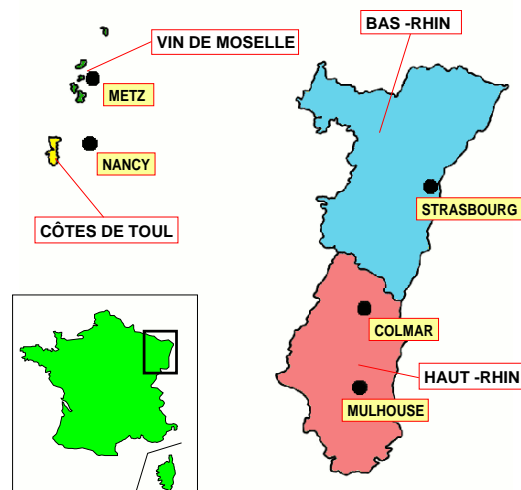 BAS -RHIN
VIN DE MOSELLE
METZ
NANCY
STRASBOURG
CÔTES DE TOUL
COLMAR
HAUT -RHIN
MULHOUSE